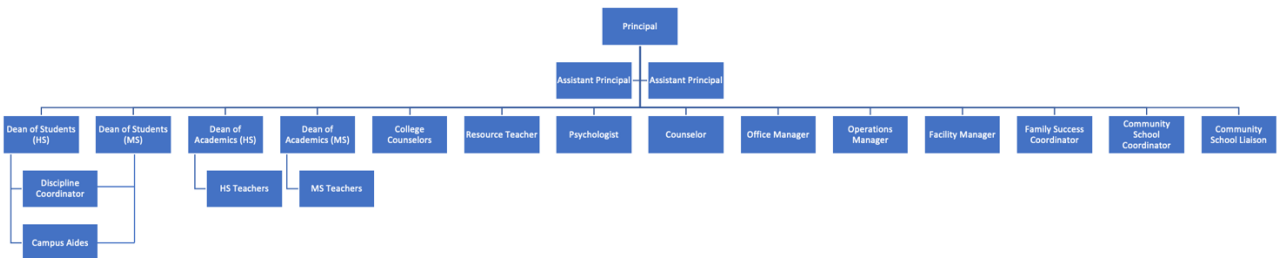 Principal
Assistant Principal
Assistant Principal
Dean of Students
(HS)
Dean of Students
(MS)
Dean of
Academics (HS)
Dean of
Academics (MS)
College
Counselors
Resource Teacher
Psychologist
Counselor
Office Manager
Operations
Manager
Facility Manager
Family Success
Coordinator
Community
School
Coordinator
Community
School Liaison
Discipline
Coordinator
HS Teachers
MS Teachers
Campus Aides